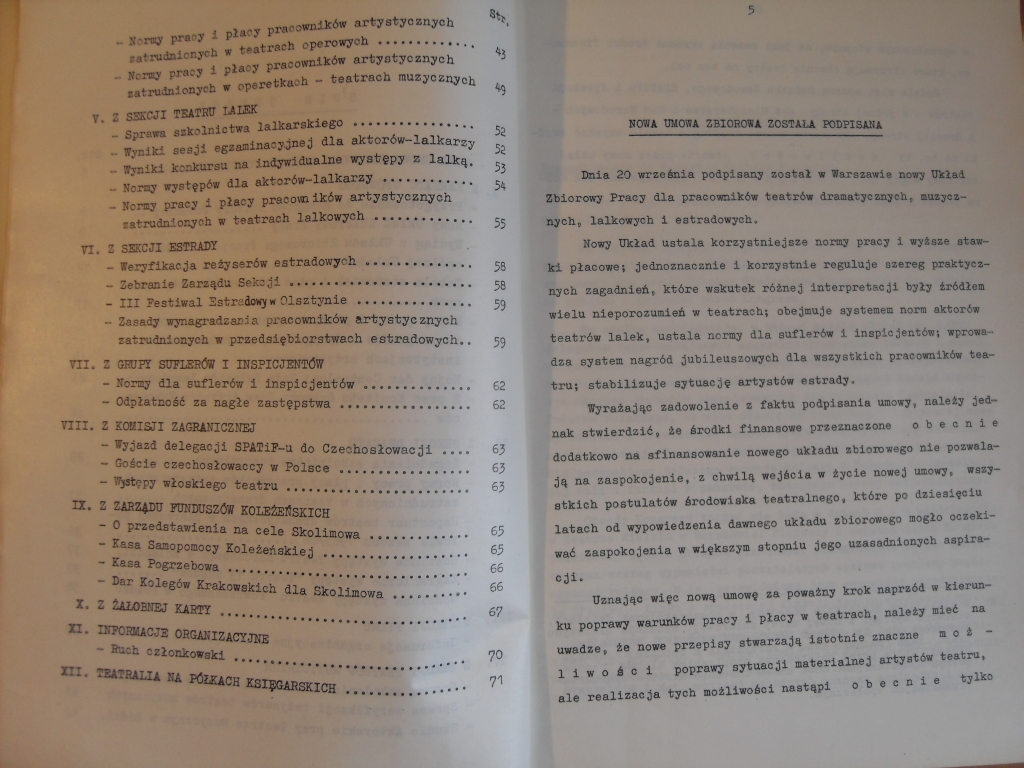 Str.
- Normy pracy i płacy pracowników artystycznych
zatrudnionych w teatrach operowych ............. 43
- Normy pracy i płacy pracowników artystycznych
zatrudnionych w operetkach - teatrach muzycznych 49
V. Z SEKCJI TEATRU LALEK
- Sprawa szkolnictwa lalkarskiego ................ 52
- Wyniki sesji egzaminacyjnej dla aktorów-lalkarzy 52
- Wyniki konkursu na indywidualne występy z lalką. 53
- Normy występów dla aktorów-lalkarzy ............ 54
- Normy pracy i płacy pracowników artystycznych
zatrudnionych w teatrach lalkowych ............. 55
VI. Z SEKCJI ESTRADY
- Weryfikacja reżyserów estradowych .............. 58
- Zebranie Zarządu Sekcji ........................ 58
- III Festiwal Estradowy w Olsztynie ............... 59
- Zasady wynagradzania pracowników artystycznych
zatrudnionych w przedsiębiorstwach estradowych.. 59
VII. Z GRUPY SUFLERÓW I INSPICJENTÓW
- Normy dla suflerów i inspicjentów .............. 62
- Odpłatność za nagłe zastępstwa ................. 62
VIII. Z KOMISJI ZAGRANICZNEJ
- Wyjazd delegacji SPATiF-u do Czechosłowacji .... 63
- Goście czechosłowaccy w Polsce ................. 63
- Występy włoskiego teatru ........................ 63
IX. Z ZARZĄDU FUNDUSZÓW KOLEŻEŃSKICH
- O przedstawienia na cele Skolimowa ............. 65
- Kasa Samopomocy Koleżeńskiej ................... 65
- Kasa Pogrzebowa ................................ 66
- Dar Kolegów Krakowskich dla Skolimowa .......... 66
X. Z ŻAŁOBNEJ KARTY ................................. 67
XI. INFORMACJE ORGANIZACYJNE
- Ruch członkowski ............................... 70
XII. TEATRALIA NA PÓŁKACH KSIĘGARSKICH ................ 71
5
NOWA UMOWA ZBIOROWA ZOSTAŁA PODPISANA
Dnia 20 września podpisany został w Warszawie nowy Układ
Zbiorowy Pracy dla pracowników teatrów dramatycznych, muzycz-
nych, lalkowych i estradowych.
Nowy Układ ustala korzystniejsze normy pracy i wyższe staw-
ki płacowe; jednoznacznie i korzystnie reguluje szereg praktycz-
nych zagadnień, które wskutek różnej interpretacji były źródłem
wielu nieporozumień w teatrach; obejmuje systemem norm aktorów
teatrów lalek, ustala normy dla suflerów i inspicjentów; wprowa-
dza system nagród jubileuszowych dla wszystkich pracowników tea-
tru; stabilizuje sytuację artystów estrady.
Wyrażając zadowolenie z faktu podpisania umowy, należy jed-
nak stwierdzić, że środki finansowe przeznaczone o b e c n i e
dodatkowo na sfinansowanie nowego układu zbiorowego nie pozwala-
ją na zaspokojenie, z chwilą wejścia w życie nowej umowy, wszy-
stkich postulatów środowiska teatralnego, które po dziesięciu
latach od wypowiedzenia dawnego układu zbiorowego mogło oczeki-
wać zaspokojenia w większym stopniu jego uzasadnionych aspira-
cji.
Uznając więc nową umowę za poważny krok naprzód w kierun-
ku poprawy warunków pracy i płacy w teatrach, należy mieć na
uwadze, że nowe przepisy stwarzają istotnie znaczne m o ż -
l i w o ś c i poprawy sytuacji materialnej artystów teatru,
ale realizacja tych możliwości nastąpi o b e c n i e tylko